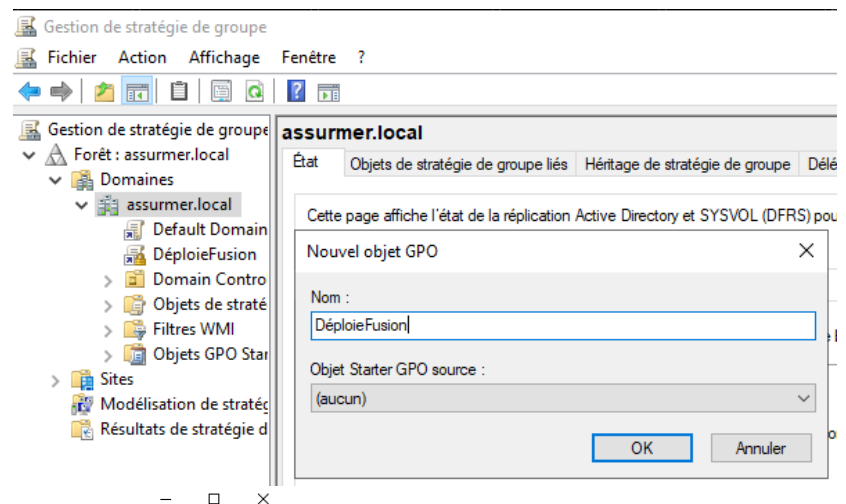 Gestion de stratégie de groupe
Fichier Action Affichage Fenêtre ?
Gestion de stratégie de groupe
Forêt : assurmer.local
Domaines
assurmer.local
Default Domain
DéploieFusion
Domain Contro
Objets de straté
Filtres WMI
Objets GPO Star
Sites
Modélisation de stratég
Résultats de stratégie d
assurmer.local
État Objets de stratégie de groupe liés Héritage de stratégie de groupe Délé
Cette page affiche l'état de la réplication Active Directory et SYSVOL (DFRS) pou
Nouvel objet GPO
Nom :
DéploieFusion
Objet Starter GPO source :
(aucun)
OK Annuler